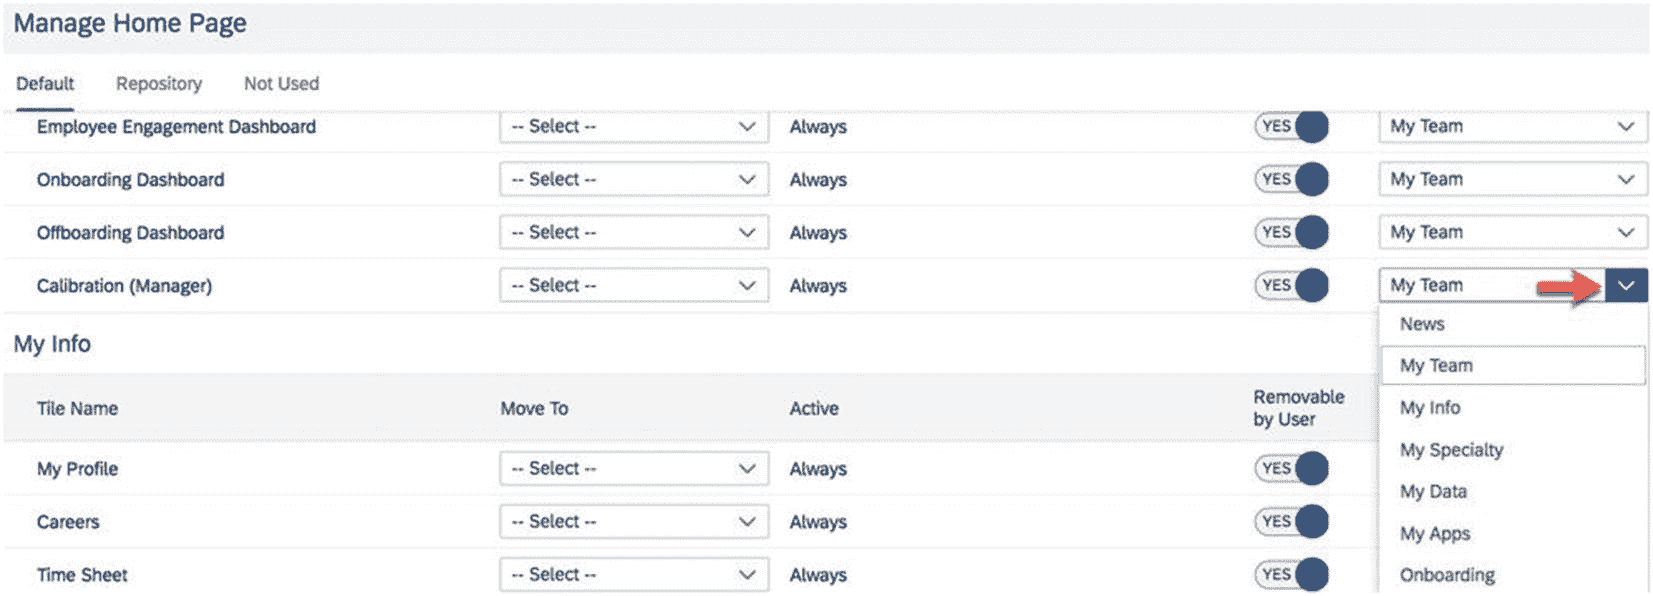 Manage Home Page
Default Repository Not Used
Employee Engagement Dashboard -- Select -- Always YES My Team
Onboarding Dashboard -- Select -- Always YES My Team
Offboarding Dashboard -- Select -- Always YES My Team
Calibration (Manager) -- Select -- Always YES My Team
News
My Team
My Info
My Specialty
My Data
My Apps
Onboarding
My Info
Tile Name Move To Active Removable by User
My Profile -- Select -- Always YES
Careers -- Select -- Always YES
Time Sheet -- Select -- Always YES